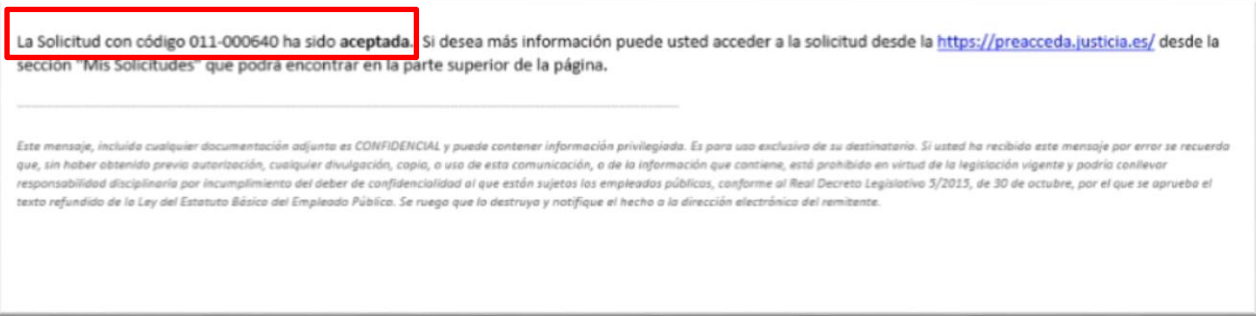 La Solicitud con código 011-000640 ha sido aceptada. Si desea más información puede usted acceder a la solicitud desde la https://preacceda.justicia.es/ desde la
sección "Mis Solicitudes" que podrá encontrar en la parte superior de la página.
Este mensaje, incluido cualquier documentación adjunta es CONFIDENCIAL y puede contener información privilegiada. Es para uso exclusivo de su destinatario. Si usted ha recibido este mensaje por error se recuerda
que, sin haber obtenido previa autorización, cualquier divulgación, copia, o uso de esta comunicación, o de la información que contiene, está prohibido en virtud de la legislación vigente y podría conllevar
responsabilidad disciplinaria por incumplimiento del deber de confidencialidad al que están sujetos los empleados públicos, conforme al Real Decreto Legislativo 5/2015, de 30 de octubre, por el que se aprueba el
texto refundido de la Ley del Estatuto Básico del Empleado Público. Se ruega que lo destruya y notifique el hecho a la dirección electrónica del remitente.